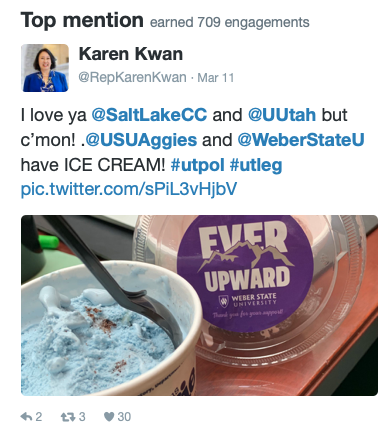 Top mention earned 709 engagements
Karen Kwan
@RepKarenKwan · Mar 11
I love ya @SaltLakeCC and @UUtah but
c'mon! .@USUAggies and @WeberStateU
have ICE CREAM! #utpol #utleg
pic.twitter.com/sPiL3vHjbV
EVER
UPWARD
WEBER STATE
UNIVERSITY
Thank you for your support!
2 3 30